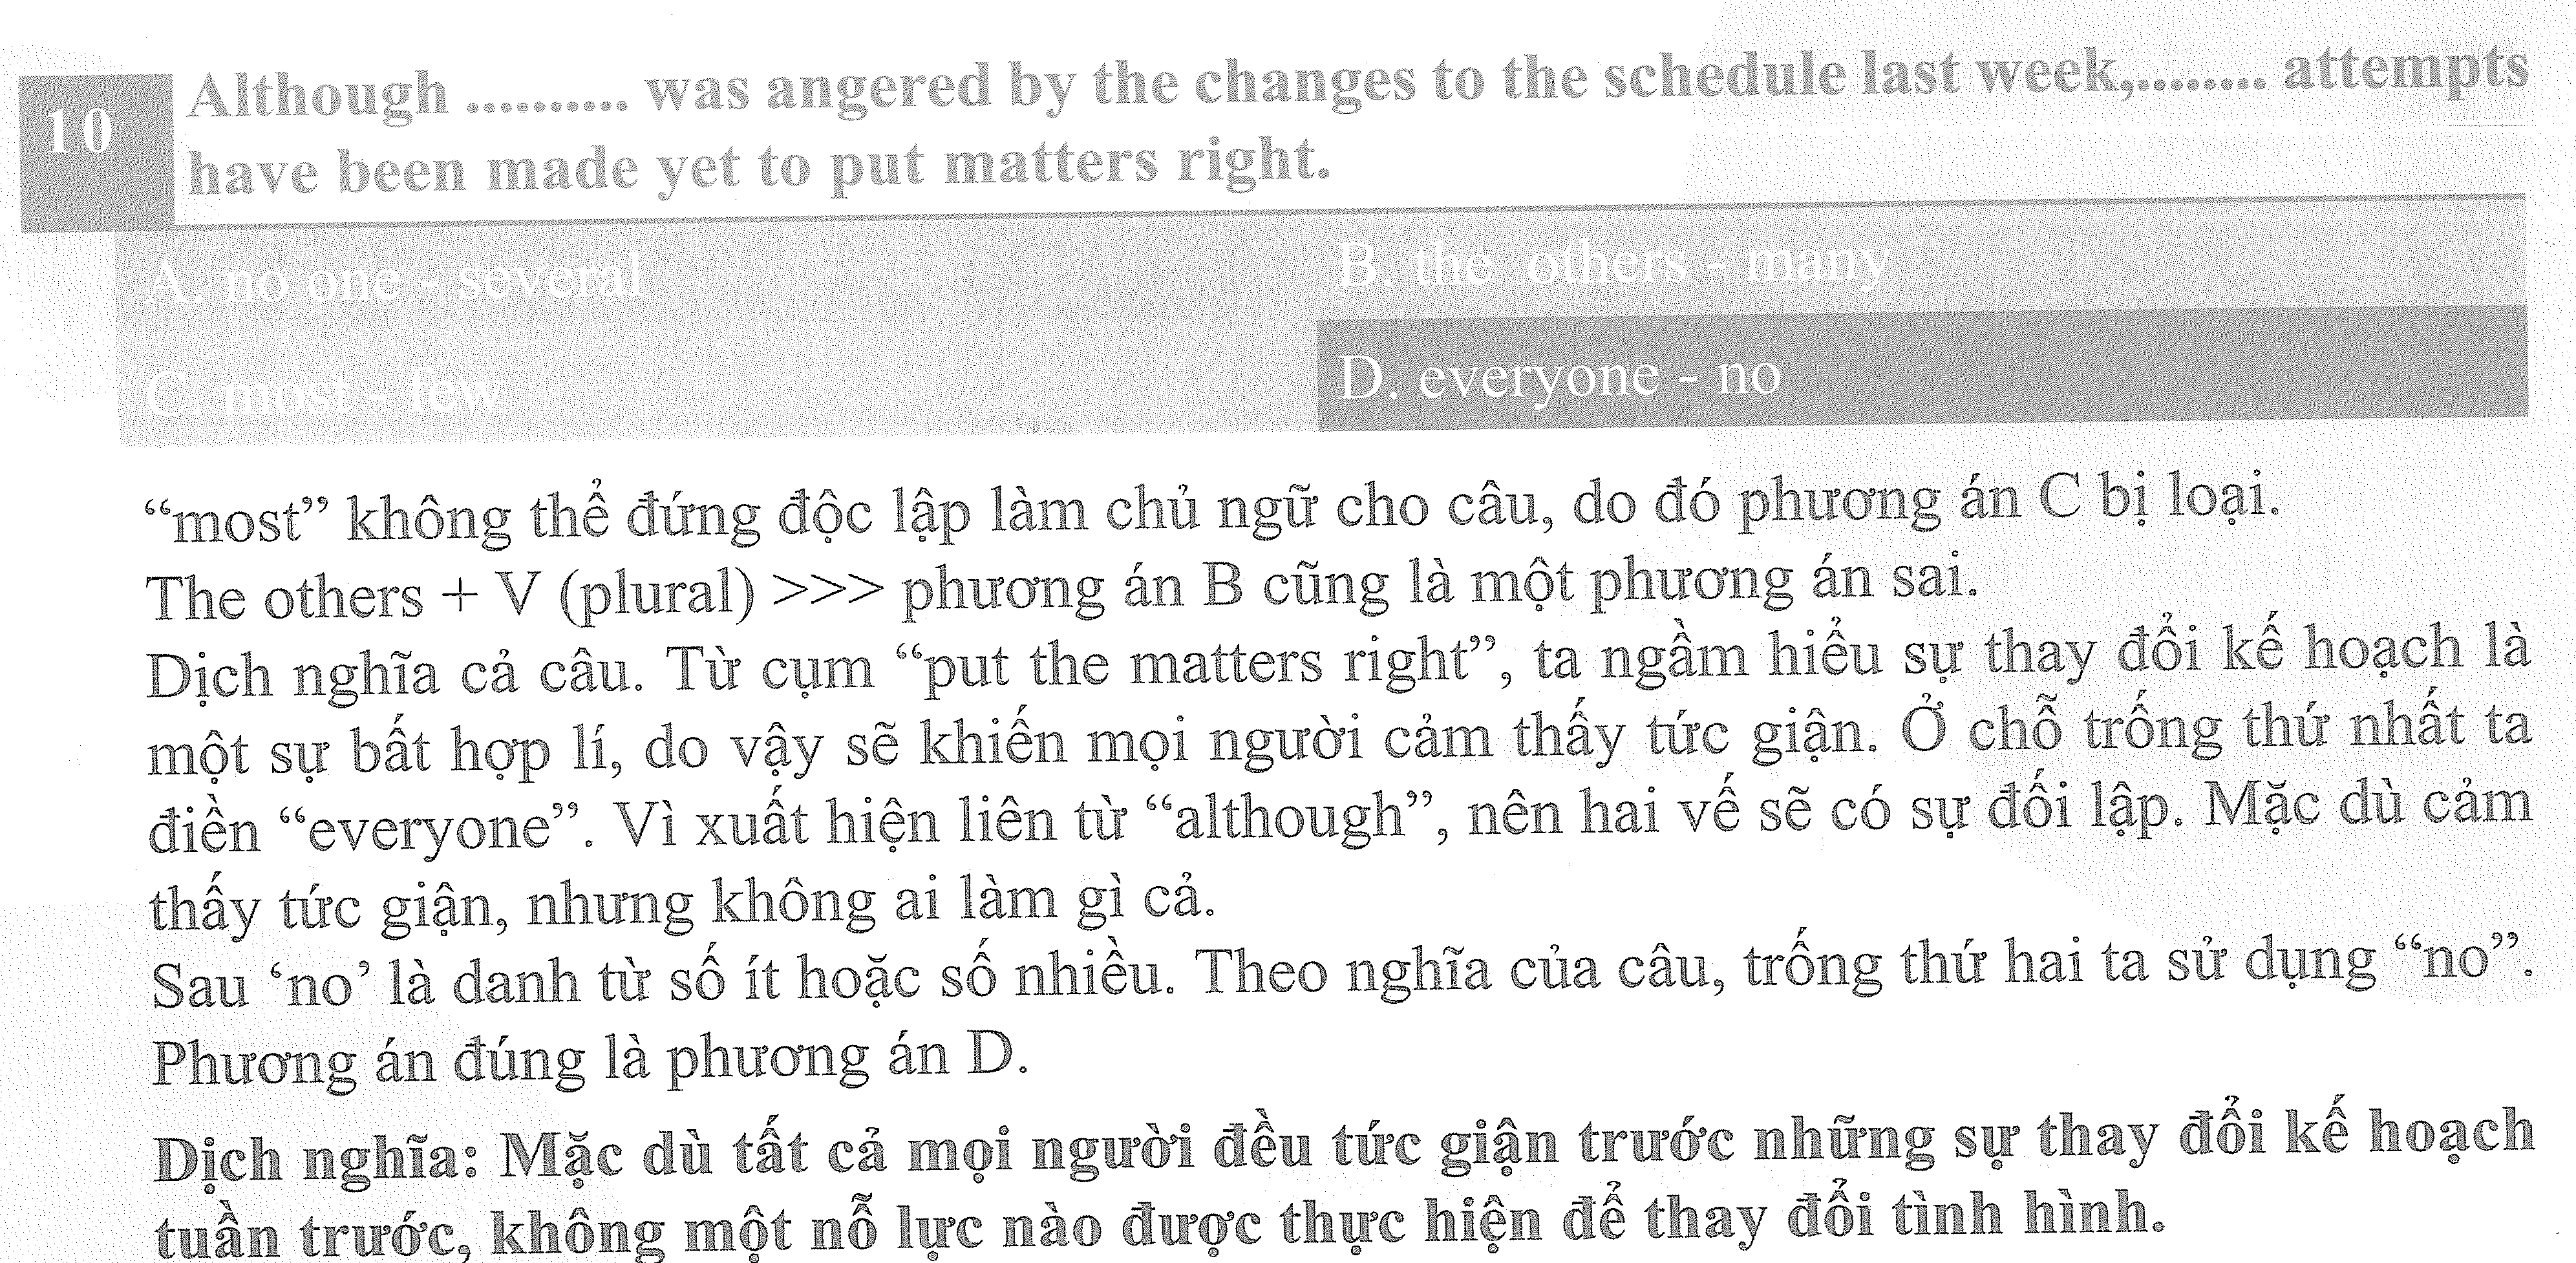 10
Although .......... was angered by the changes to the schedule last week,........ attempts
have been made yet to put matters right.
A. no one - several
B. the others - many
C. most - few
D. everyone - no
“most” không thể đứng độc lập làm chủ ngữ cho câu, do đó phương án C bị loại.
The others + V (plural) >>> phương án B cũng là một phương án sai.
Dịch nghĩa cả câu. Từ cụm “put the matters right”, ta ngầm hiểu sự thay đổi kế hoạch là
một sự bất hợp lí, do vậy sẽ khiến mọi người cảm thấy tức giận. Ở chỗ trống thứ nhất ta
điền “everyone”. Vì xuất hiện liên từ “although”, nên hai vế sẽ có sự đối lập. Mặc dù cảm
thấy tức giận, nhưng không ai làm gì cả.
Sau ‘no’ là danh từ số ít hoặc số nhiều. Theo nghĩa của câu, trống thứ hai ta sử dụng “no”.
Phương án đúng là phương án D.
Dịch nghĩa: Mặc dù tất cả mọi người đều tức giận trước những sự thay đổi kế hoạch
tuần trước, không một nỗ lực nào được thực hiện để thay đổi tình hình.